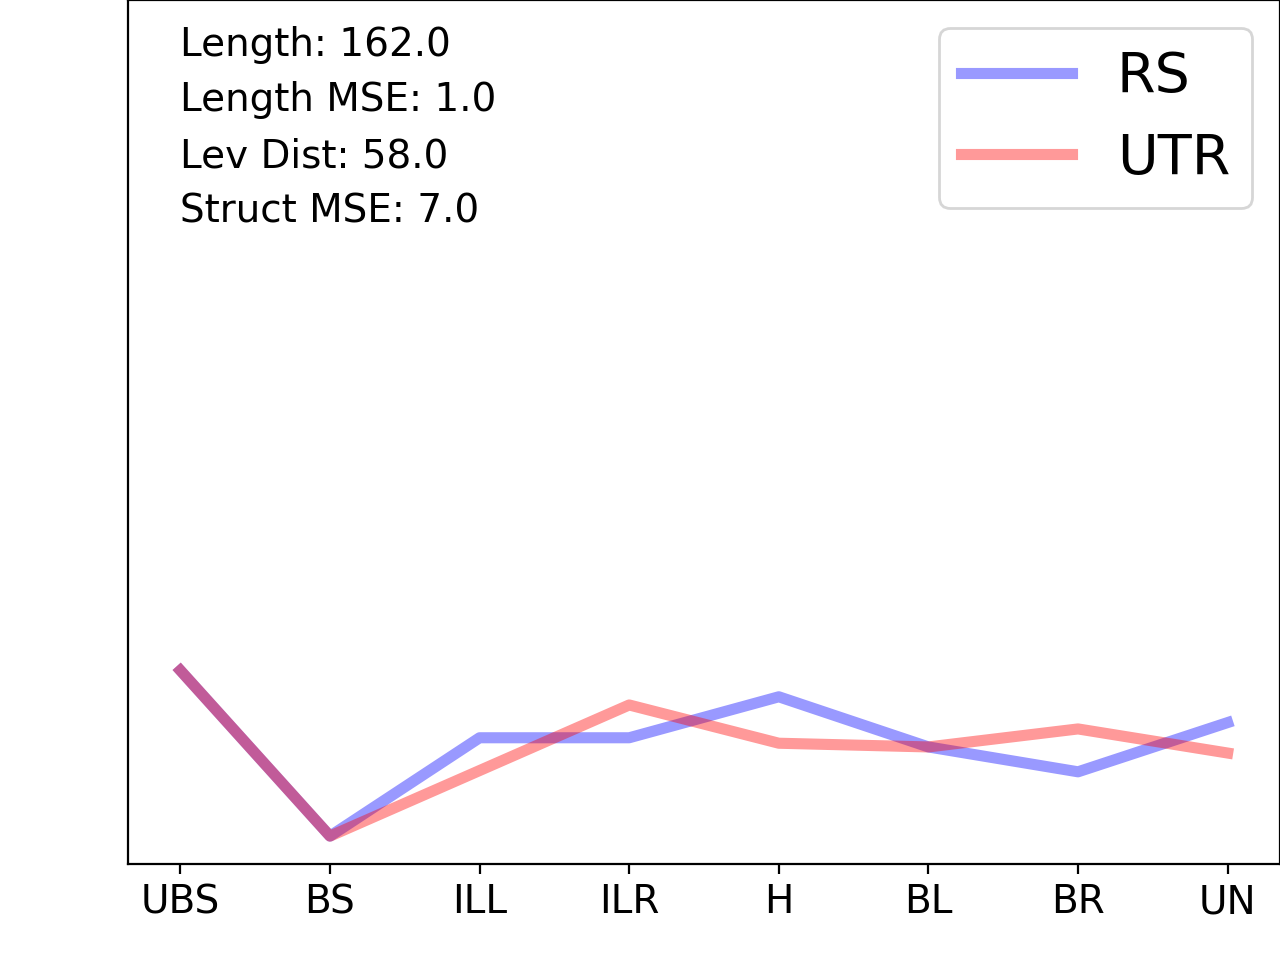 Length: 162.0
Length MSE: 1.0
Lev Dist: 58.0
Struct MSE: 7.0
RS
UTR
UBS BS ILL ILR H BL BR UN